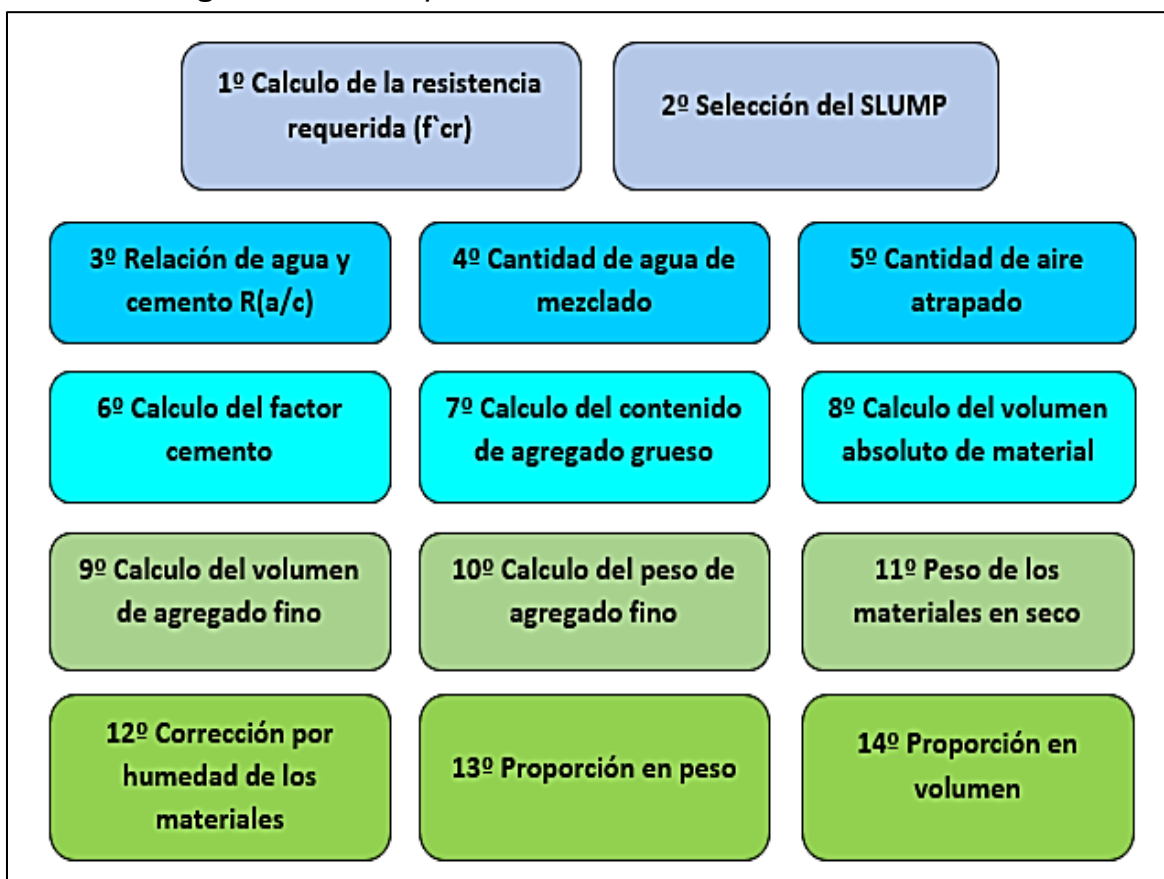 1º Calculo de la resistencia
requerida (f`cr)
2º Selección del SLUMP
3º Relación de agua y
cemento R(a/c)
4º Cantidad de agua de
mezclado
5º Cantidad de aire
atrapado
6º Calculo del factor
cemento
7º Calculo del contenido
de agregado grueso
8º Calculo del volumen
absoluto de material
9º Calculo del volumen
de agregado fino
10º Calculo del peso de
agregado fino
11º Peso de los
materiales en seco
12º Corrección por
humedad de los
materiales
13º Proporción en peso
14º Proporción en
volumen